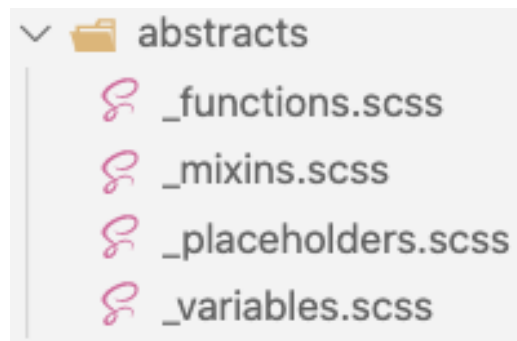 abstracts
_functions.scss
_mixins.scss
_placeholders.scss
_variables.scss